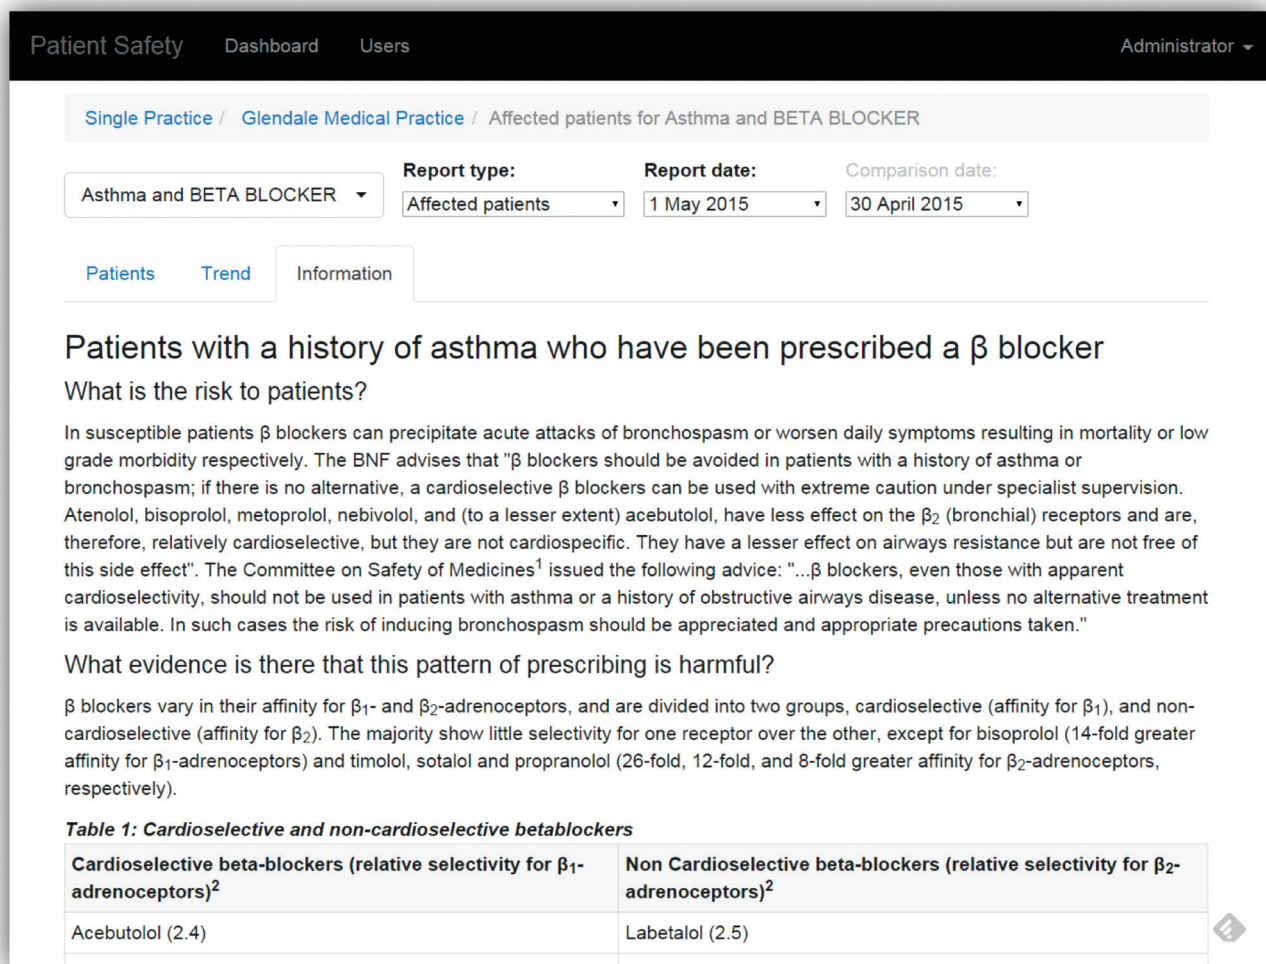 Patient Safety Dashboard Users Administrator
Single Practice / Glendale Medical Practice / Affected patients for Asthma and BETA BLOCKER
Report type: Report date: Comparison date:
Asthma and BETA BLOCKER Affected patients 1 May 2015 30 April 2015
Patients Trend Information
Patients with a history of asthma who have been prescribed a β blocker
What is the risk to patients?
In susceptible patients β blockers can precipitate acute attacks of bronchospasm or worsen daily symptoms resulting in mortality or low
grade morbidity respectively. The BNF advises that "β blockers should be avoided in patients with a history of asthma or
bronchospasm; if there is no alternative, a cardioselective β blockers can be used with extreme caution under specialist supervision.
Atenolol, bisoprolol, metoprolol, nebivolol, and (to a lesser extent) acebutolol, have less effect on the β₂ (bronchial) receptors and are,
therefore, relatively cardioselective, but they are not cardiospecific. They have a lesser effect on airways resistance but are not free of
this side effect". The Committee on Safety of Medicines¹ issued the following advice: "...β blockers, even those with apparent
cardioselectivity, should not be used in patients with asthma or a history of obstructive airways disease, unless no alternative treatment
is available. In such cases the risk of inducing bronchospasm should be appreciated and appropriate precautions taken."
What evidence is there that this pattern of prescribing is harmful?
β blockers vary in their affinity for β₁- and β₂-adrenoceptors, and are divided into two groups, cardioselective (affinity for β₁), and non-
cardioselective (affinity for β₂). The majority show little selectivity for one receptor over the other, except for bisoprolol (14-fold greater
affinity for β₁-adrenoceptors) and timolol, sotalol and propranolol (26-fold, 12-fold, and 8-fold greater affinity for β₂-adrenoceptors,
respectively).
Table 1: Cardioselective and non-cardioselective betablockers
Cardioselective beta-blockers (relative selectivity for β₁-
adrenoceptors)²
Non Cardioselective beta-blockers (relative selectivity for β₂-
adrenoceptors)²
Acebutolol (2.4) Labetalol (2.5)